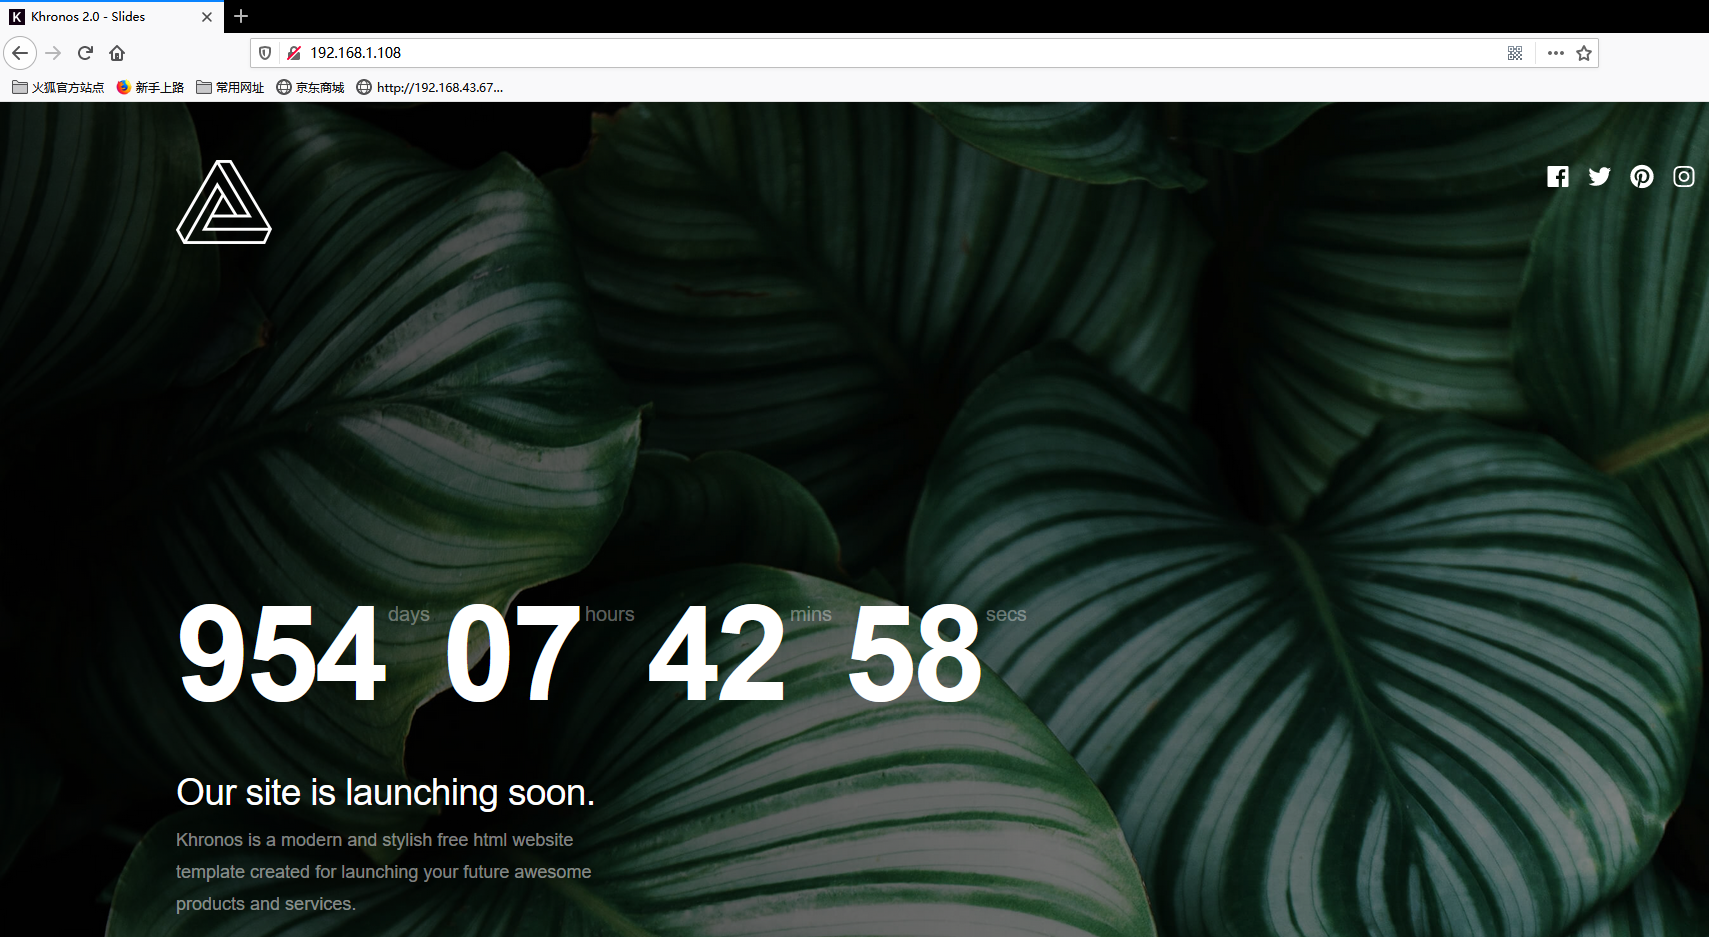 K Khronos 2.0 - Slides
192.168.1.108
火狐官方站点 新手上路 常用网址 京东商城 http://192.168.43.67...
954 days 07 hours 42 mins 58 secs
Our site is launching soon.
Khronos is a modern and stylish free html website
template created for launching your future awesome
products and services.